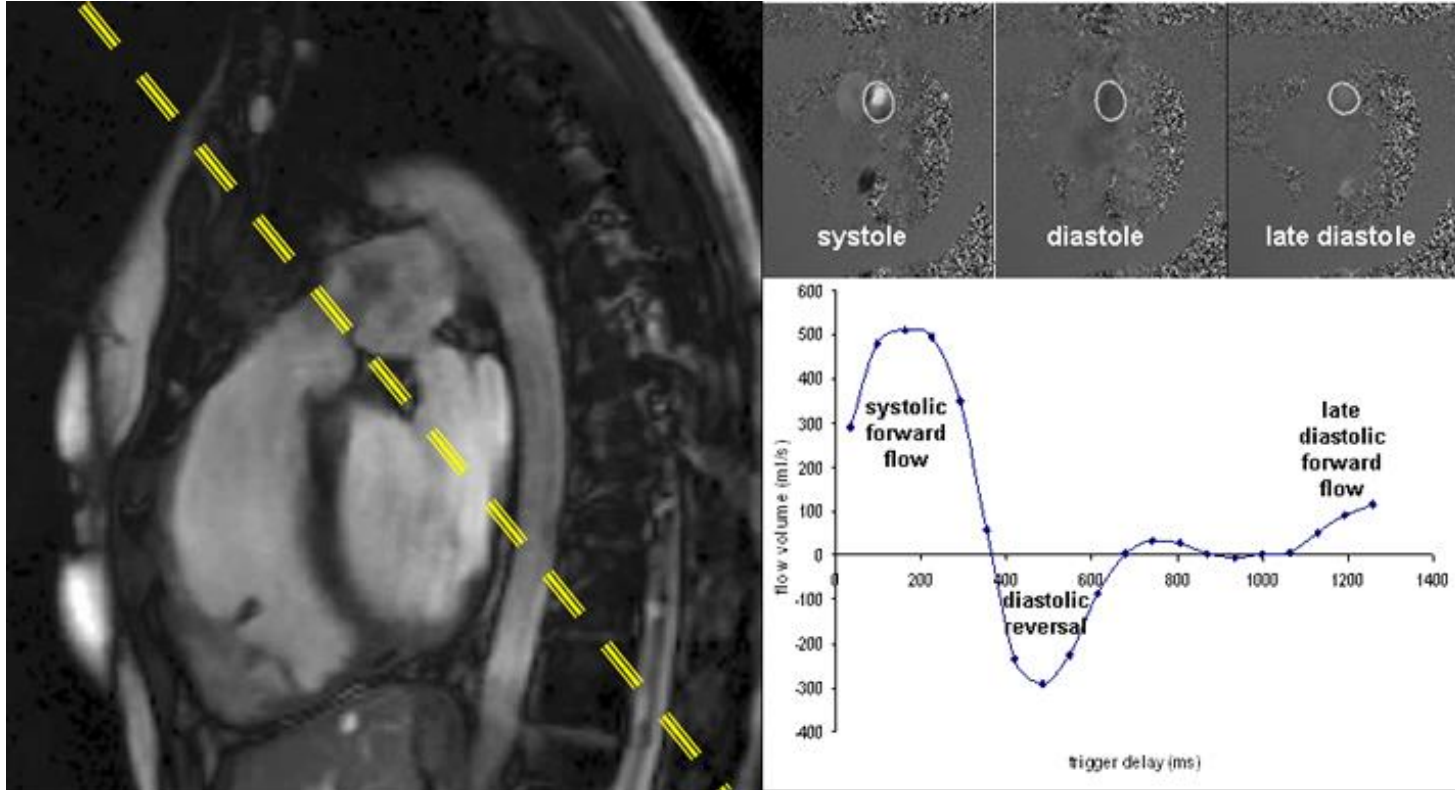 systole
diastole
late diastole
600
500
400
300
200
100
0
-100
-200
-300
-400
0
200
400
600
800
1000
1200
1400
flow volume (ml/s)
systolic
forward
flow
diastolic
reversal
late
diastolic
forward
flow
trigger delay (ms)